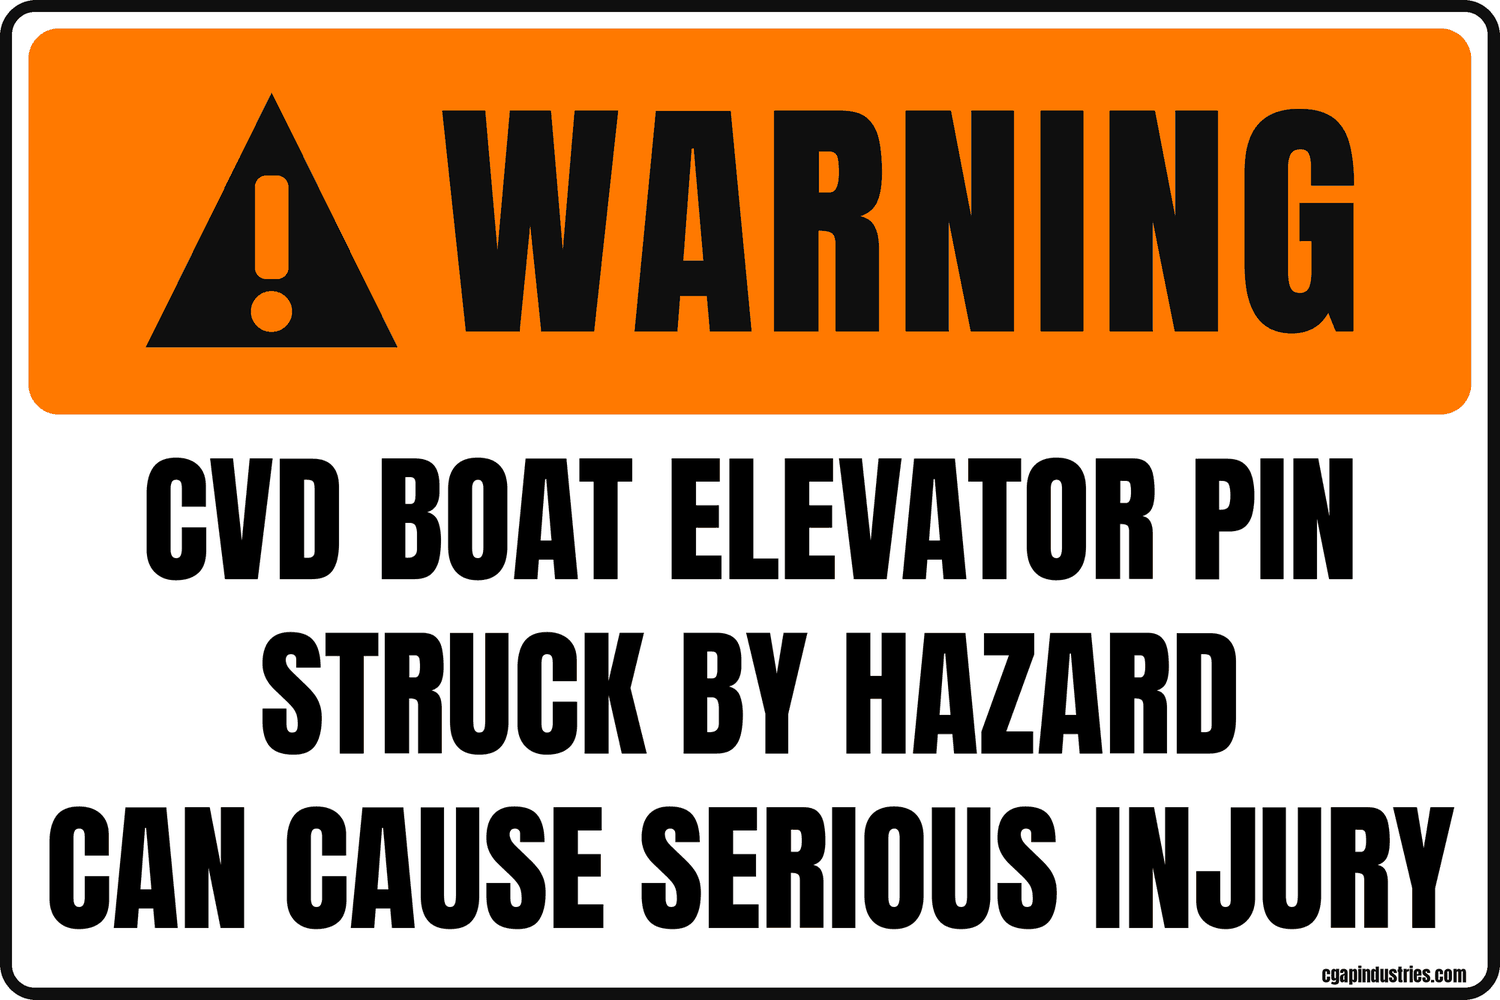 WARNING
CVD BOAT ELEVATOR PIN
STRUCK BY HAZARD
CAN CAUSE SERIOUS INJURY
cgapindustries.com